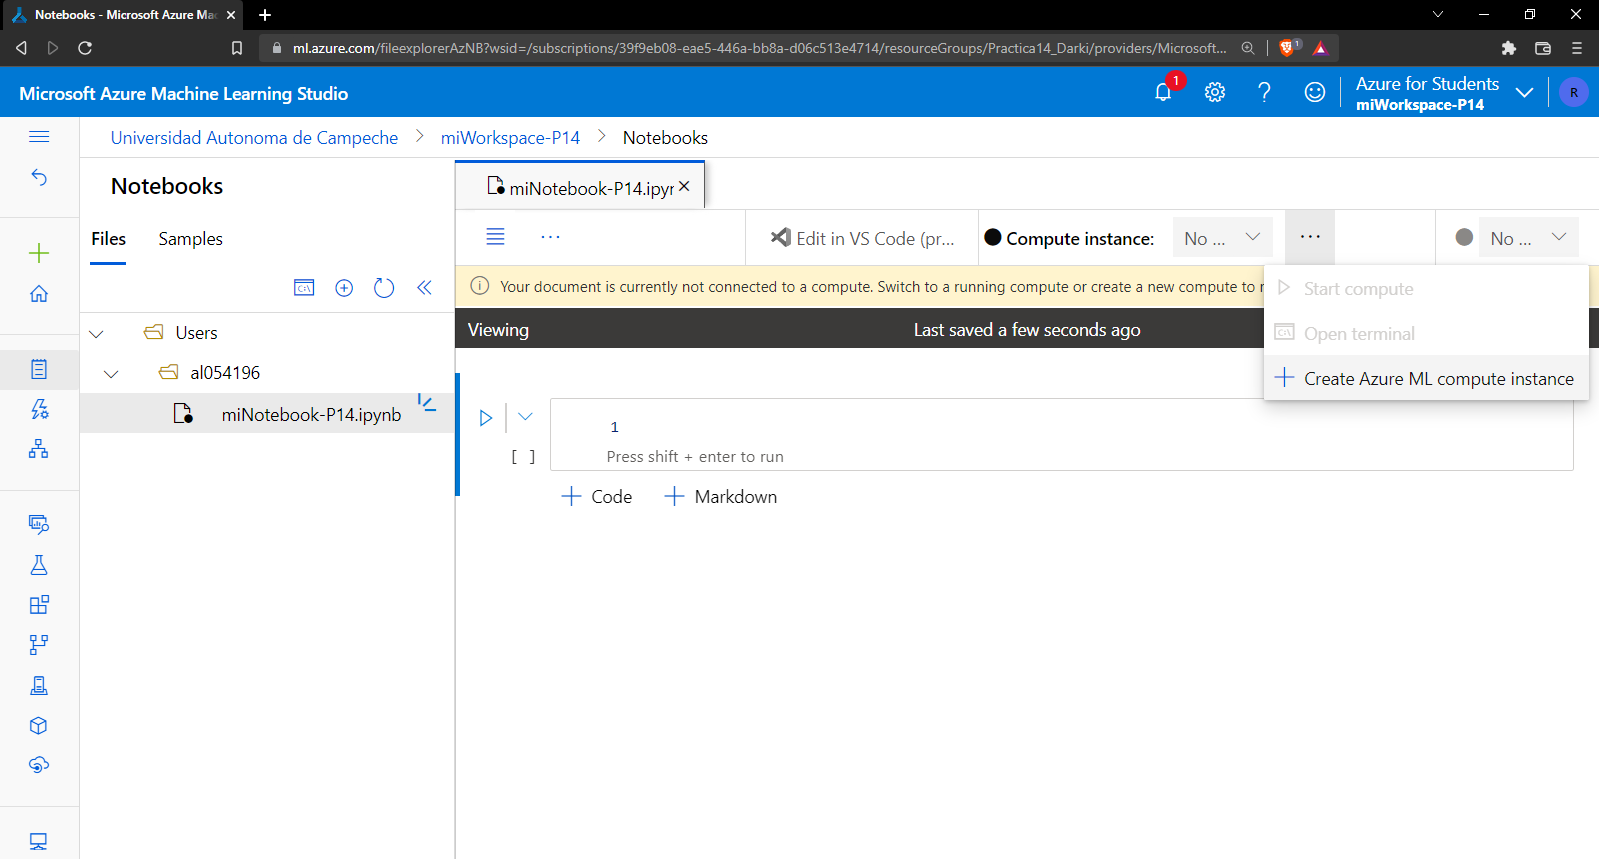 Notebooks - Microsoft Azure Mac
ml.azure.com/fileexplorerAzNB?wsid=/subscriptions/39f9eb08-eae5-446a-bb8a-d06c513e4714/resourceGroups/Practica14_Darki/providers/Microsoft...
1
Microsoft Azure Machine Learning Studio
1
Azure for Students
miWorkspace-P14
R
Universidad Autonoma de Campeche > miWorkspace-P14 > Notebooks
Notebooks
Files
Samples
Users
al054196
miNotebook-P14.ipynb
miNotebook-P14.ipyn
...
Edit in VS Code (pr...
Compute instance:
No ...
...
No ...
Your document is currently not connected to a compute. Switch to a running compute or create a new compute to r
Start compute
Open terminal
Create Azure ML compute instance
Viewing
Last saved a few seconds ago
1
[ ]
Press shift + enter to run
+ Code
+ Markdown